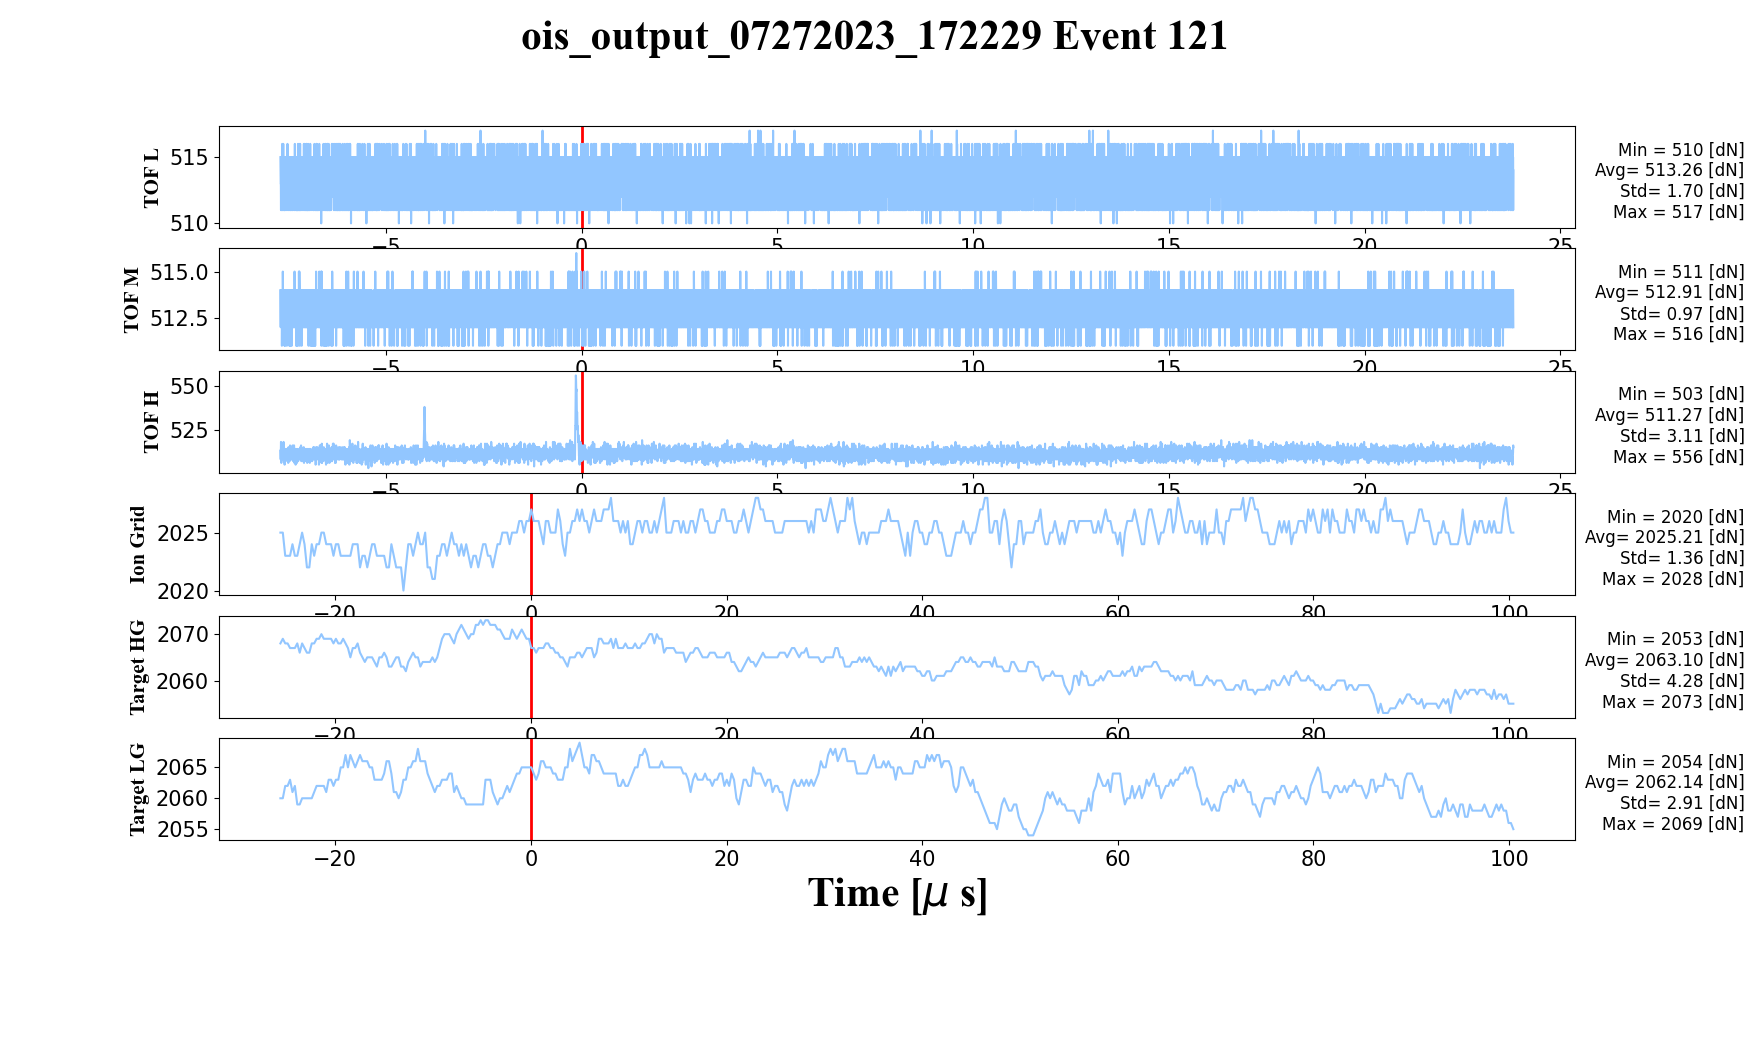 ois_output_07272023_172229 Event 121
TOF L
515
510
−5 0 5 10 15 20 25
Min = 510 [dN]
Avg= 513.26 [dN]
Std= 1.70 [dN]
Max = 517 [dN]
TOF M
515.0
512.5
−5 0 5 10 15 20 25
Min = 511 [dN]
Avg= 512.91 [dN]
Std= 0.97 [dN]
Max = 516 [dN]
TOF H
550
525
−5 0 5 10 15 20 25
Min = 503 [dN]
Avg= 511.27 [dN]
Std= 3.11 [dN]
Max = 556 [dN]
Ion Grid
2025
2020
−20 0 20 40 60 80 100
Min = 2020 [dN]
Avg= 2025.21 [dN]
Std= 1.36 [dN]
Max = 2028 [dN]
Target HG
2070
2060
−20 0 20 40 60 80 100
Min = 2053 [dN]
Avg= 2063.10 [dN]
Std= 4.28 [dN]
Max = 2073 [dN]
Target LG
2065
2060
2055
−20 0 20 40 60 80 100
Min = 2054 [dN]
Avg= 2062.14 [dN]
Std= 2.91 [dN]
Max = 2069 [dN]
Time [μ s]